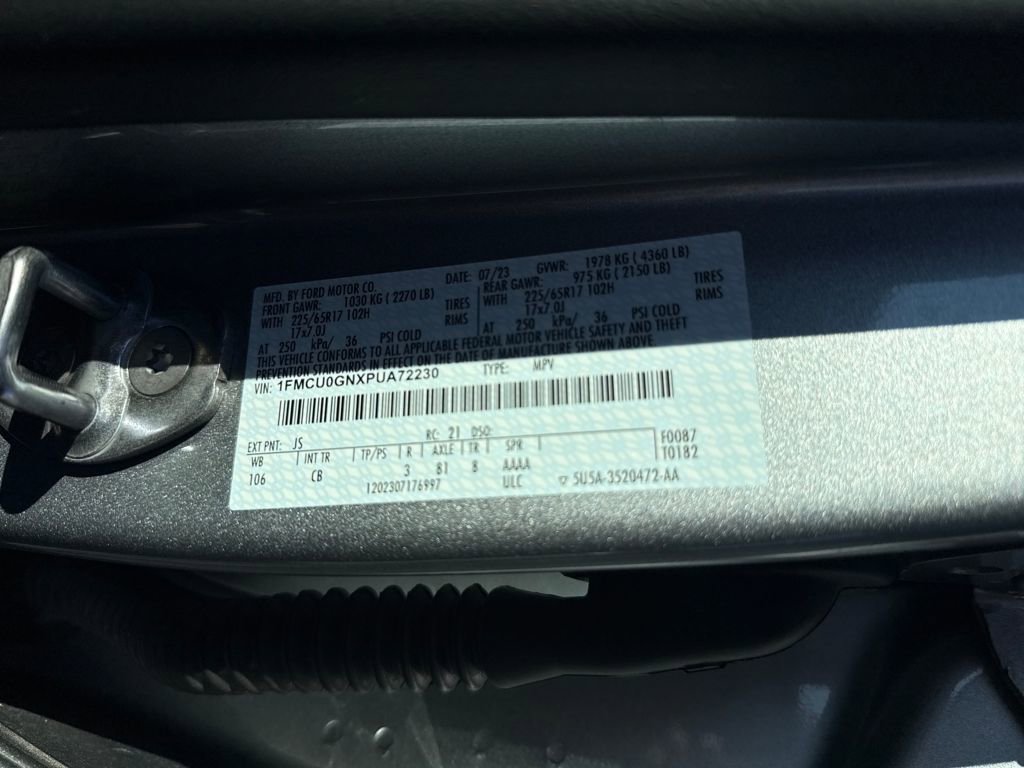 MFD. BY FORD MOTOR CO.
DATE: 07/23 GVWR: 1978 KG ( 4360 LB)
FRONT GAWR: 1030 KG ( 2270 LB) REAR GAWR: 975 KG ( 2150 LB)
WITH 225/65R17 102H TIRES WITH 225/65R17 102H TIRES
17x7.0J RIMS 17x7.0J RIMS
AT 250 kPa/ 36 PSI COLD AT 250 kPa/ 36 PSI COLD
THIS VEHICLE CONFORMS TO ALL APPLICABLE FEDERAL MOTOR VEHICLE SAFETY AND THEFT
PREVENTION STANDARDS IN EFFECT ON THE DATE OF MANUFACTURE SHOWN ABOVE.
VIN: 1FMCU0GNXPUA72230 TYPE: MPV
EXT PNT: JS RC: 21 DSO: F0087
WB INT TR TP/PS R AXLE TR SPR T0182
106 CB 3 B1 8 AAAA
1202307176997 ULC ▽ 5U5A-3520472-AA